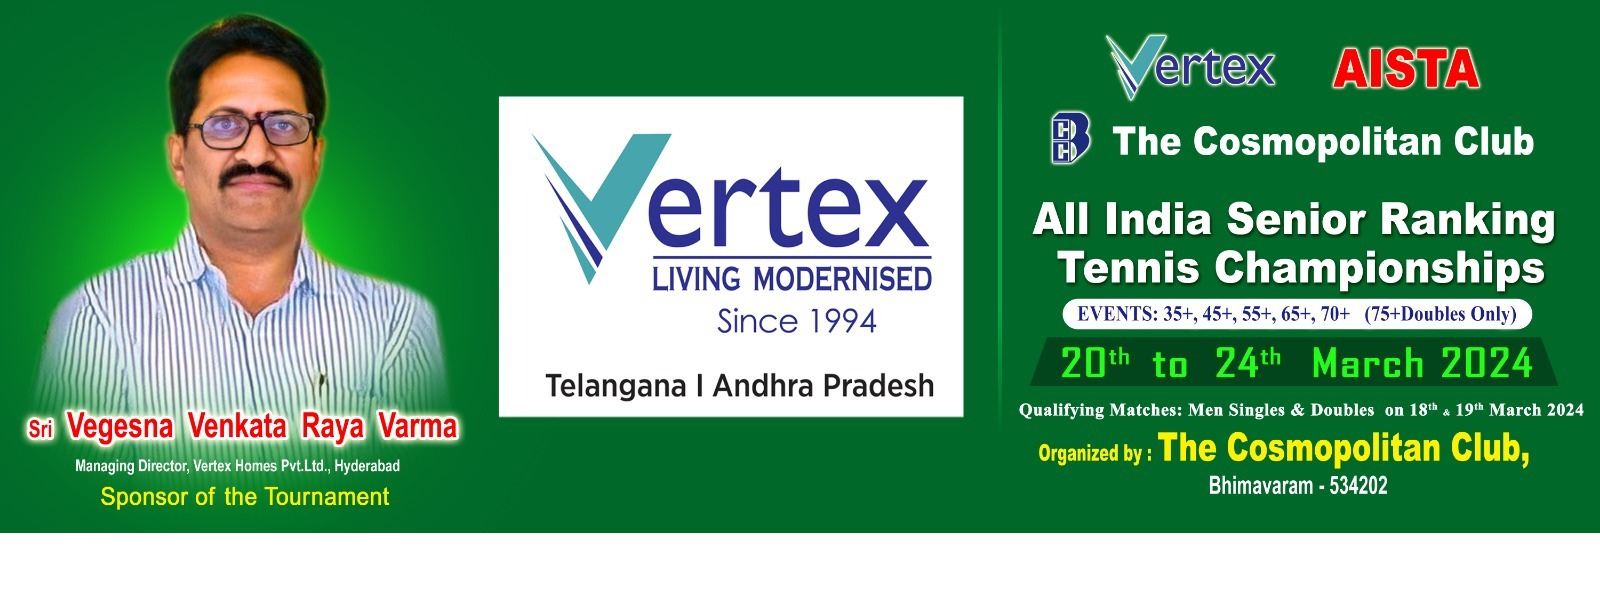 Sri Vegesna Venkata Raya Varma
Managing Director, Vertex Homes Pvt.Ltd., Hyderabad
Sponsor of the Tournament
Vertex
LIVING MODERNISED
Since 1994
Telangana I Andhra Pradesh
Vertex AISTA
BCCC The Cosmopolitan Club
All India Senior Ranking
Tennis Championships
EVENTS: 35+, 45+, 55+, 65+, 70+ (75+Doubles Only)
20th to 24th March 2024
Qualifying Matches: Men Singles & Doubles on 18th & 19th March 2024
Organized by : The Cosmopolitan Club,
Bhimavaram - 534202